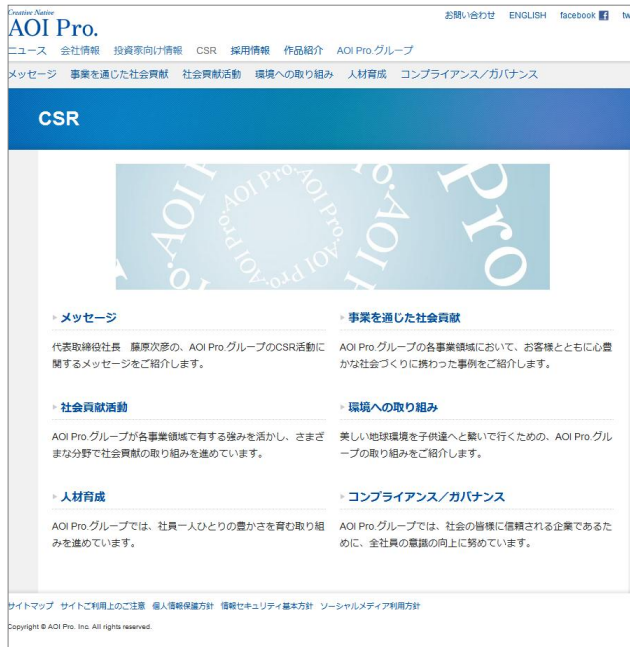 Creative Native
AOI Pro.
お問い合わせ ENGLISH facebook
ニュース 会社情報 投資家向け情報 CSR 採用情報 作品紹介 AOI Pro.グループ
メッセージ 事業を通じた社会貢献 社会貢献活動 環境への取り組み 人材育成 コンプライアンス／ガバナンス
CSR
AOI Pro.
メッセージ
代表取締役社長 藤原次彦の、AOI Pro.グループのCSR活動に
関するメッセージをご紹介します。
事業を通じた社会貢献
AOI Pro.グループの各事業領域において、お客様とともに心豊
かな社会づくりに携わった事例をご紹介します。
社会貢献活動
AOI Pro.グループが各事業領域で有する強みを活かし、さまざ
まな分野で社会貢献の取り組みを進めています。
環境への取り組み
美しい地球環境を子供達へと繋いで行くための、AOI Pro.グル
ープの取り組みをご紹介します。
人材育成
AOI Pro.グループでは、社員一人ひとりの豊かさを育む取り組
みを進めています。
コンプライアンス／ガバナンス
AOI Pro.グループでは、社会の皆様に信頼される企業であるた
めに、全社員の意識の向上に努めています。
サイトマップ サイトご利用上のご注意 個人情報保護方針 情報セキュリティ基本方針 ソーシャルメディア利用方針
Copyright © AOI Pro. Inc. All rights reserved.